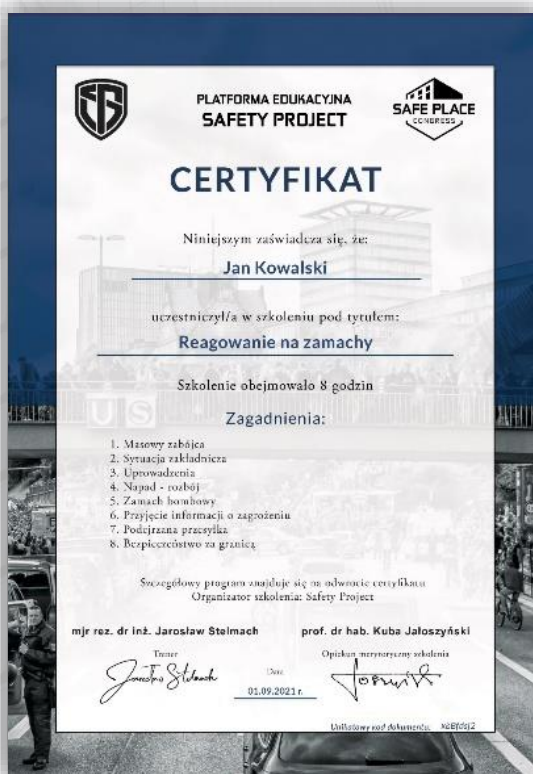 PLATFORMA EDUKACYJNA
SAFETY PROJECT
SAFE PLACE
CONGRESS
CERTYFIKAT
Niniejszym zaświadcza się, że:
Jan Kowalski
uczestniczył/a w szkoleniu pod tytułem:
Reagowanie na zamachy
Szkolenie obejmowało 8 godzin
US
Zagadnienia:
1. Masowy zabójca
2. Sytuacja zakładnicza
3. Uprowadzenia
4. Napad - rozbój
5. Zamach bombowy
6. Przyjęcie informacji o zagrożeniu
7. Podejrzana przesyłka
8. Bezpieczeństwo za granicą
Szczegółowy program znajduje się na odwrocie certyfikatu
Organizator szkolenia: Safety Project
mjr rez. dr inż. Jarosław Stelmach
prof. dr hab. Kuba Jałoszyński
Trener
Opiekun merytoryczny szkolenia
Jarosław Stelmach
Data
01.09.2021 r.
Unikatowy kod dokumentu: